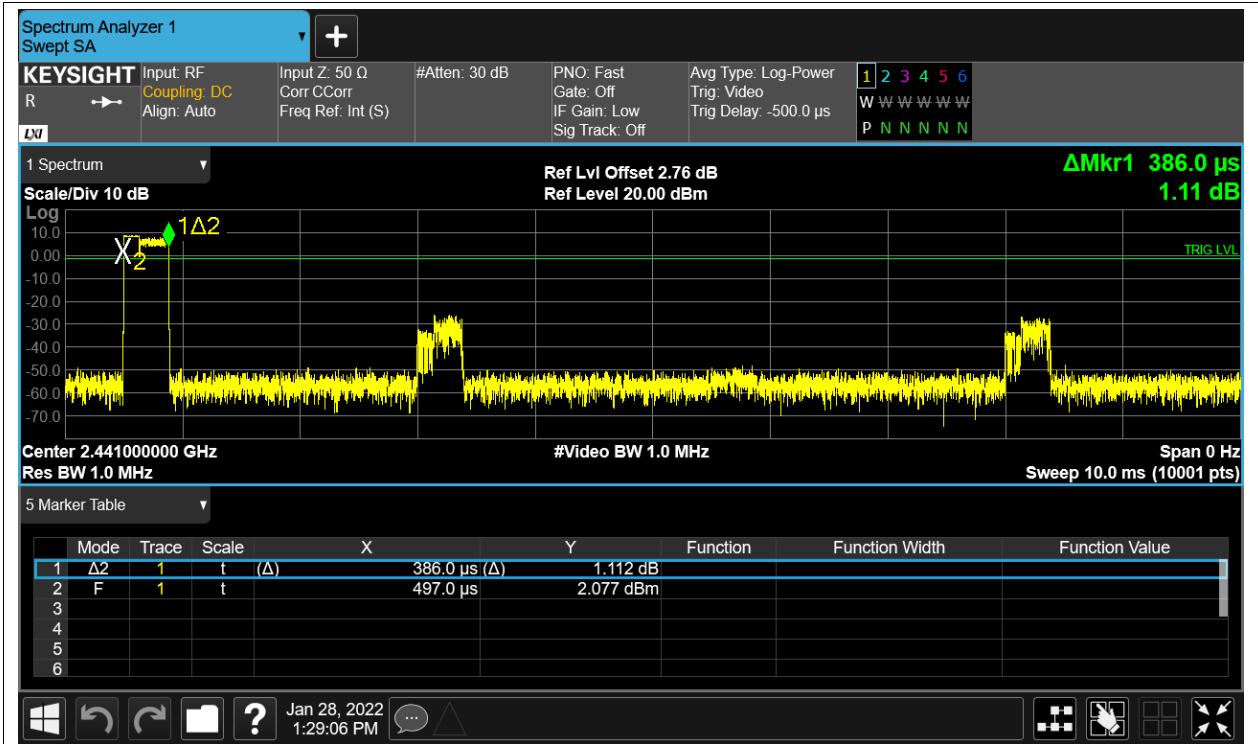 Spectrum Analyzer 1
Swept SA
KEYSIGHT
R
LXI
Input: RF
Coupling: DC
Align: Auto
Input Z: 50 Ω
Corr CCorr
Freq Ref: Int (S)
#Atten: 30 dB
PNO: Fast
Gate: Off
IF Gain: Low
Sig Track: Off
Avg Type: Log-Power
Trig: Video
Trig Delay: -500.0 µs
1 2 3 4 5 6
W W W W W W
P N N N N N
1 Spectrum
Ref Lvl Offset 2.76 dB
ΔMkr1 386.0 µs
Scale/Div 10 dB
Ref Level 20.00 dBm
1.11 dB
Log
10.0
0.00
-10.0
-20.0
-30.0
-40.0
-50.0
-60.0
-70.0
1Δ2
X
2
TRIG LVL
Center 2.441000000 GHz
#Video BW 1.0 MHz
Span 0 Hz
Res BW 1.0 MHz
Sweep 10.0 ms (10001 pts)
5 Marker Table
Mode Trace Scale X Y Function Function Width Function Value
1 Δ2 1 t (Δ) 386.0 µs (Δ) 1.112 dB
2 F 1 t 497.0 µs 2.077 dBm
3
4
5
6
?
Jan 28, 2022
1:29:06 PM